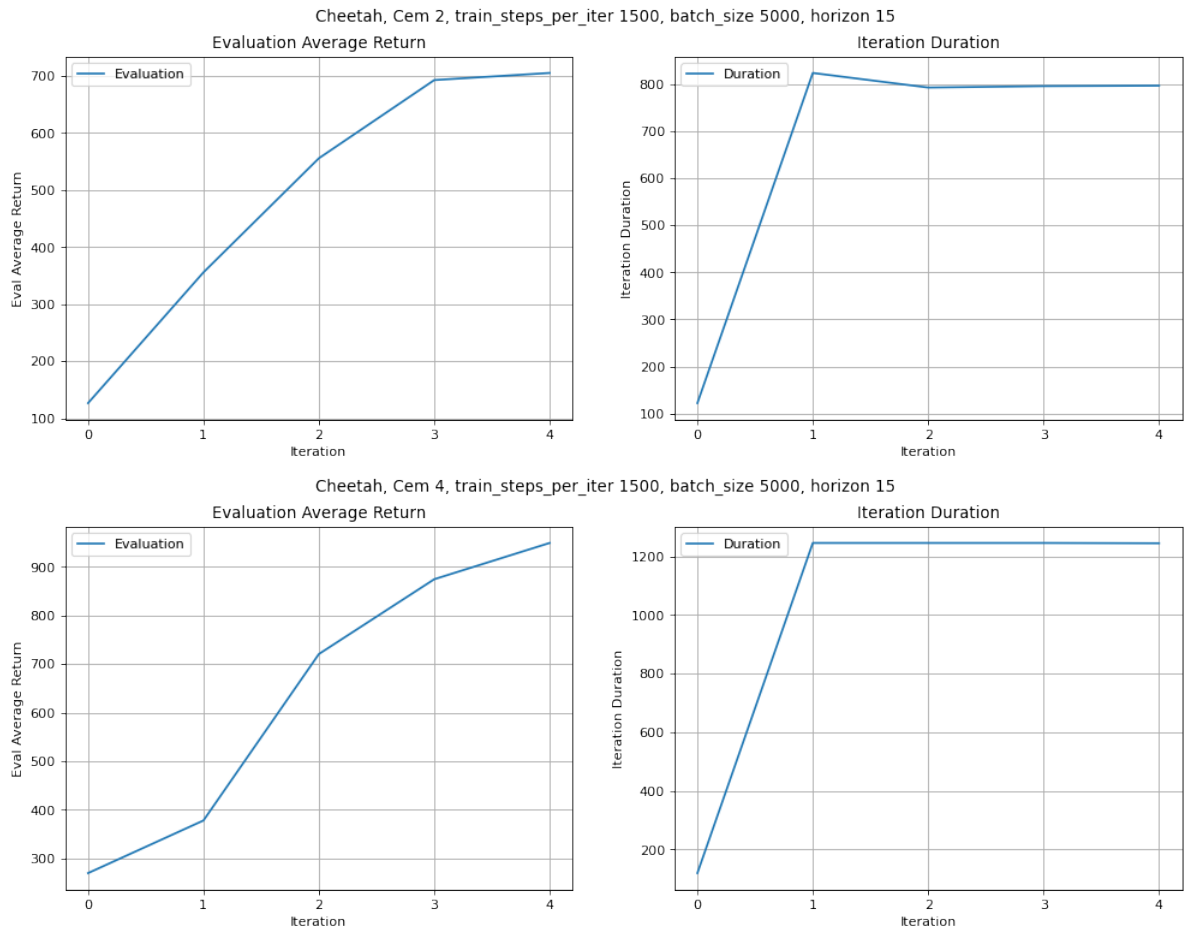 Cheetah, Cem 2, train_steps_per_iter 1500, batch_size 5000, horizon 15
Evaluation Average Return
Evaluation
Eval Average Return
700
600
500
400
300
200
100
0 1 2 3 4
Iteration
Iteration Duration
Duration
Iteration Duration
800
700
600
500
400
300
200
100
0 1 2 3 4
Iteration
Cheetah, Cem 4, train_steps_per_iter 1500, batch_size 5000, horizon 15
Evaluation Average Return
Evaluation
Eval Average Return
900
800
700
600
500
400
300
0 1 2 3 4
Iteration
Iteration Duration
Duration
Iteration Duration
1200
1000
800
600
400
200
0 1 2 3 4
Iteration